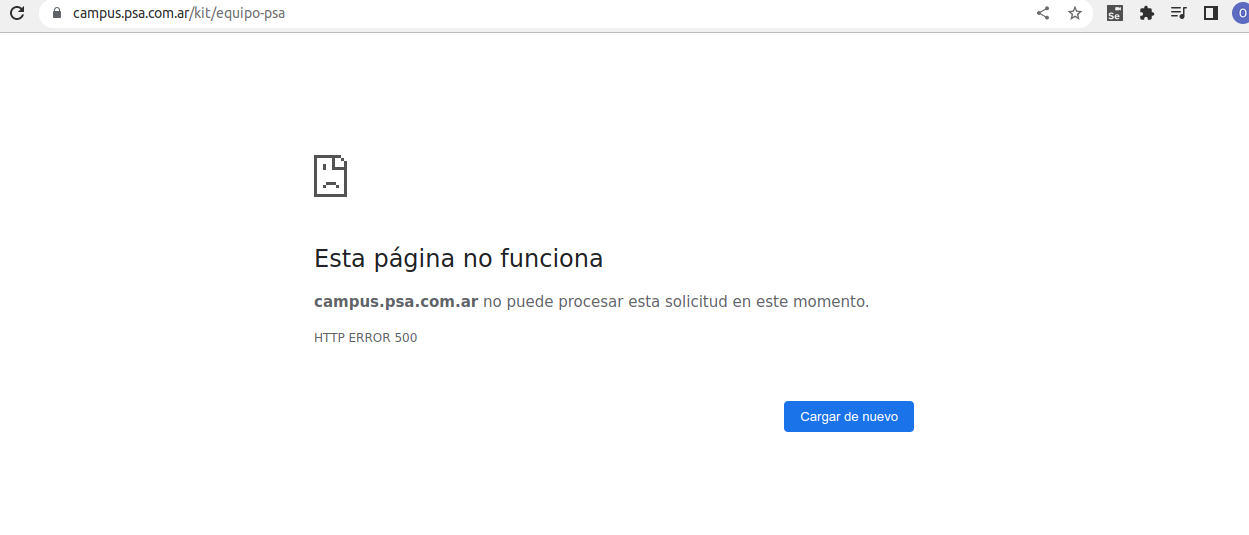 campus.psa.com.ar/kit/equipo-psa
Se
O
Esta página no funciona
campus.psa.com.ar no puede procesar esta solicitud en este momento.
HTTP ERROR 500
Cargar de nuevo